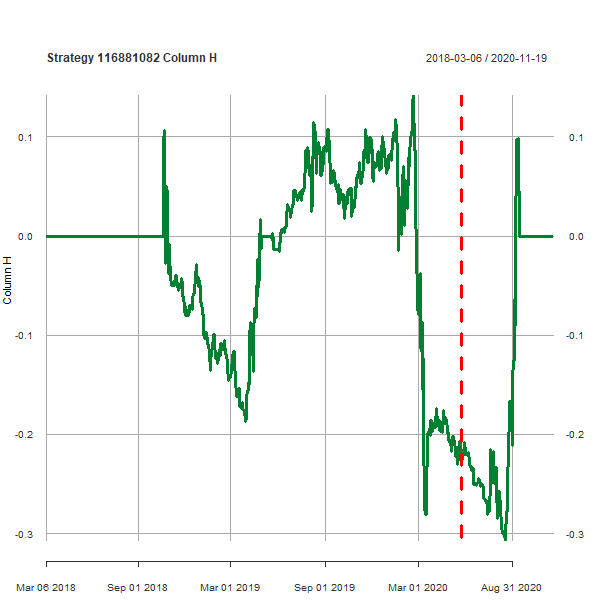 Strategy 116881082 Column H
2018-03-06 / 2020-11-19
0.1 0.1
0.0 0.0
Column H
-0.1 -0.1
-0.2 -0.2
-0.3 -0.3
Mar 06 2018 Sep 01 2018 Mar 01 2019 Sep 01 2019 Mar 01 2020 Aug 31 2020